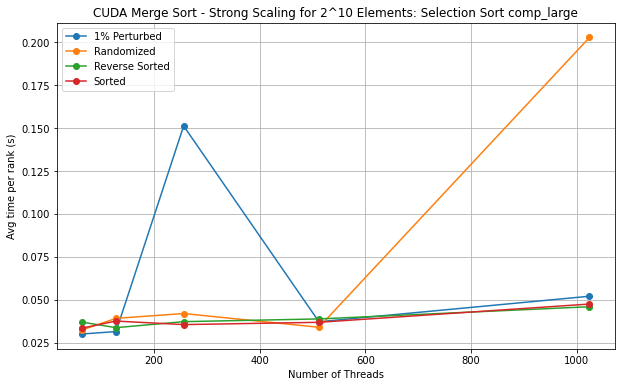 CUDA Merge Sort - Strong Scaling for 2^10 Elements: Selection Sort comp_large
1% Perturbed
Randomized
Reverse Sorted
Sorted
Avg time per rank (s)
0.200
0.175
0.150
0.125
0.100
0.075
0.050
0.025
200
400
600
800
1000
Number of Threads